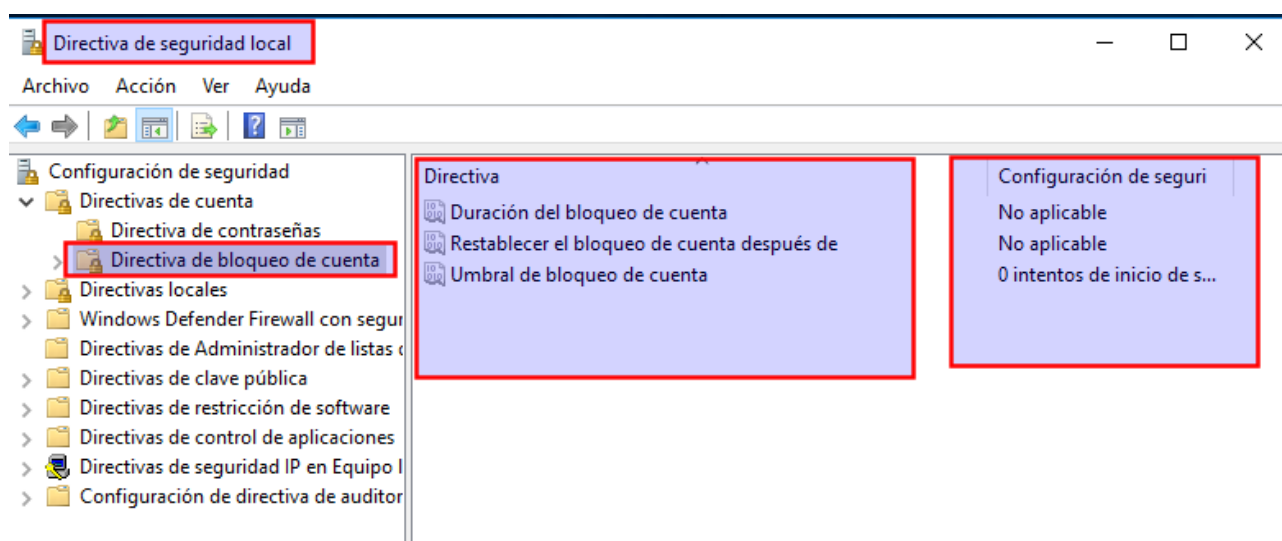 Directiva de seguridad local
Archivo Acción Ver Ayuda
Configuración de seguridad
Directivas de cuenta
Directiva de contraseñas
Directiva de bloqueo de cuenta
Directivas locales
Windows Defender Firewall con segur
Directivas de Administrador de listas
Directivas de clave pública
Directivas de restricción de software
Directivas de control de aplicaciones
Directivas de seguridad IP en Equipo l
Configuración de directiva de auditor
Directiva Configuración de seguri
Duración del bloqueo de cuenta No aplicable
Restablecer el bloqueo de cuenta después de No aplicable
Umbral de bloqueo de cuenta 0 intentos de inicio de s...